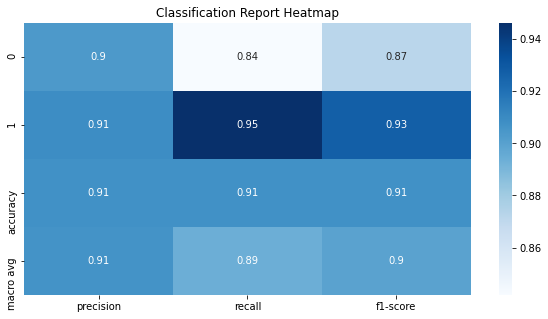 Classification Report Heatmap
0 0.9 0.84 0.87
1 0.91 0.95 0.93
accuracy 0.91 0.91 0.91
macro avg 0.91 0.89 0.9
precision recall f1-score
0.94
0.92
0.90
0.88
0.86